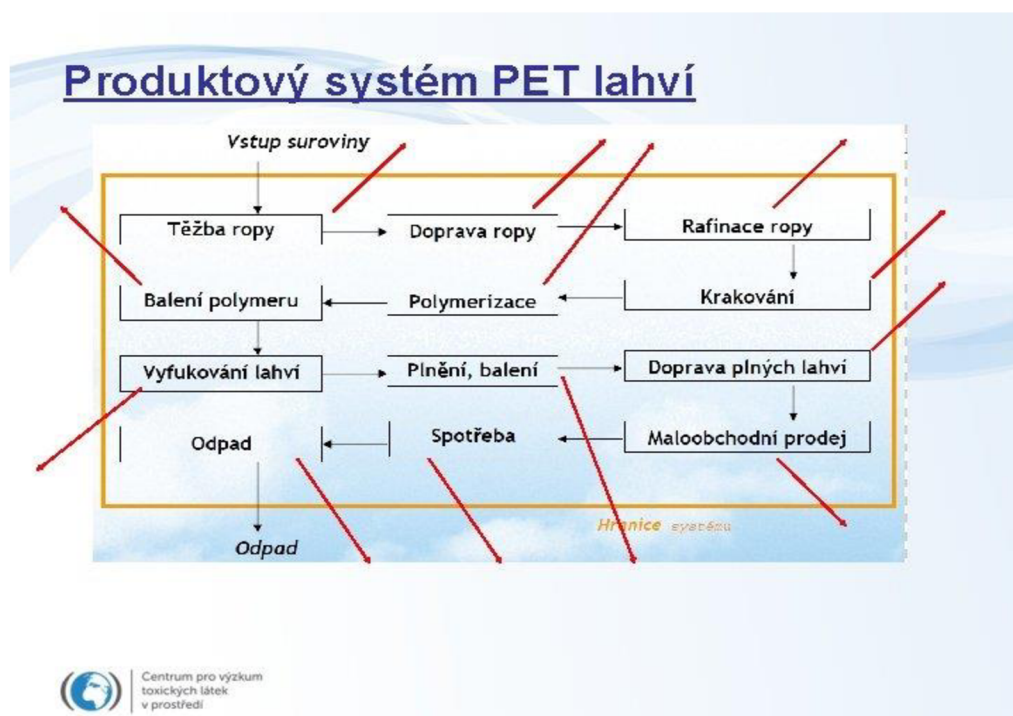 Produktový systém PET lahví
Vstup suroviny
Těžba ropy
Doprava ropy
Rafinace ropy
Balení polymeru
Polymerizace
Krakování
Vyfukování lahví
Plnění, balení
Doprava plných lahví
Odpad
Spotřeba
Maloobchodní prodej
Hranice systému
Odpad
Centrum pro výzkum
toxických látek
v prostředí